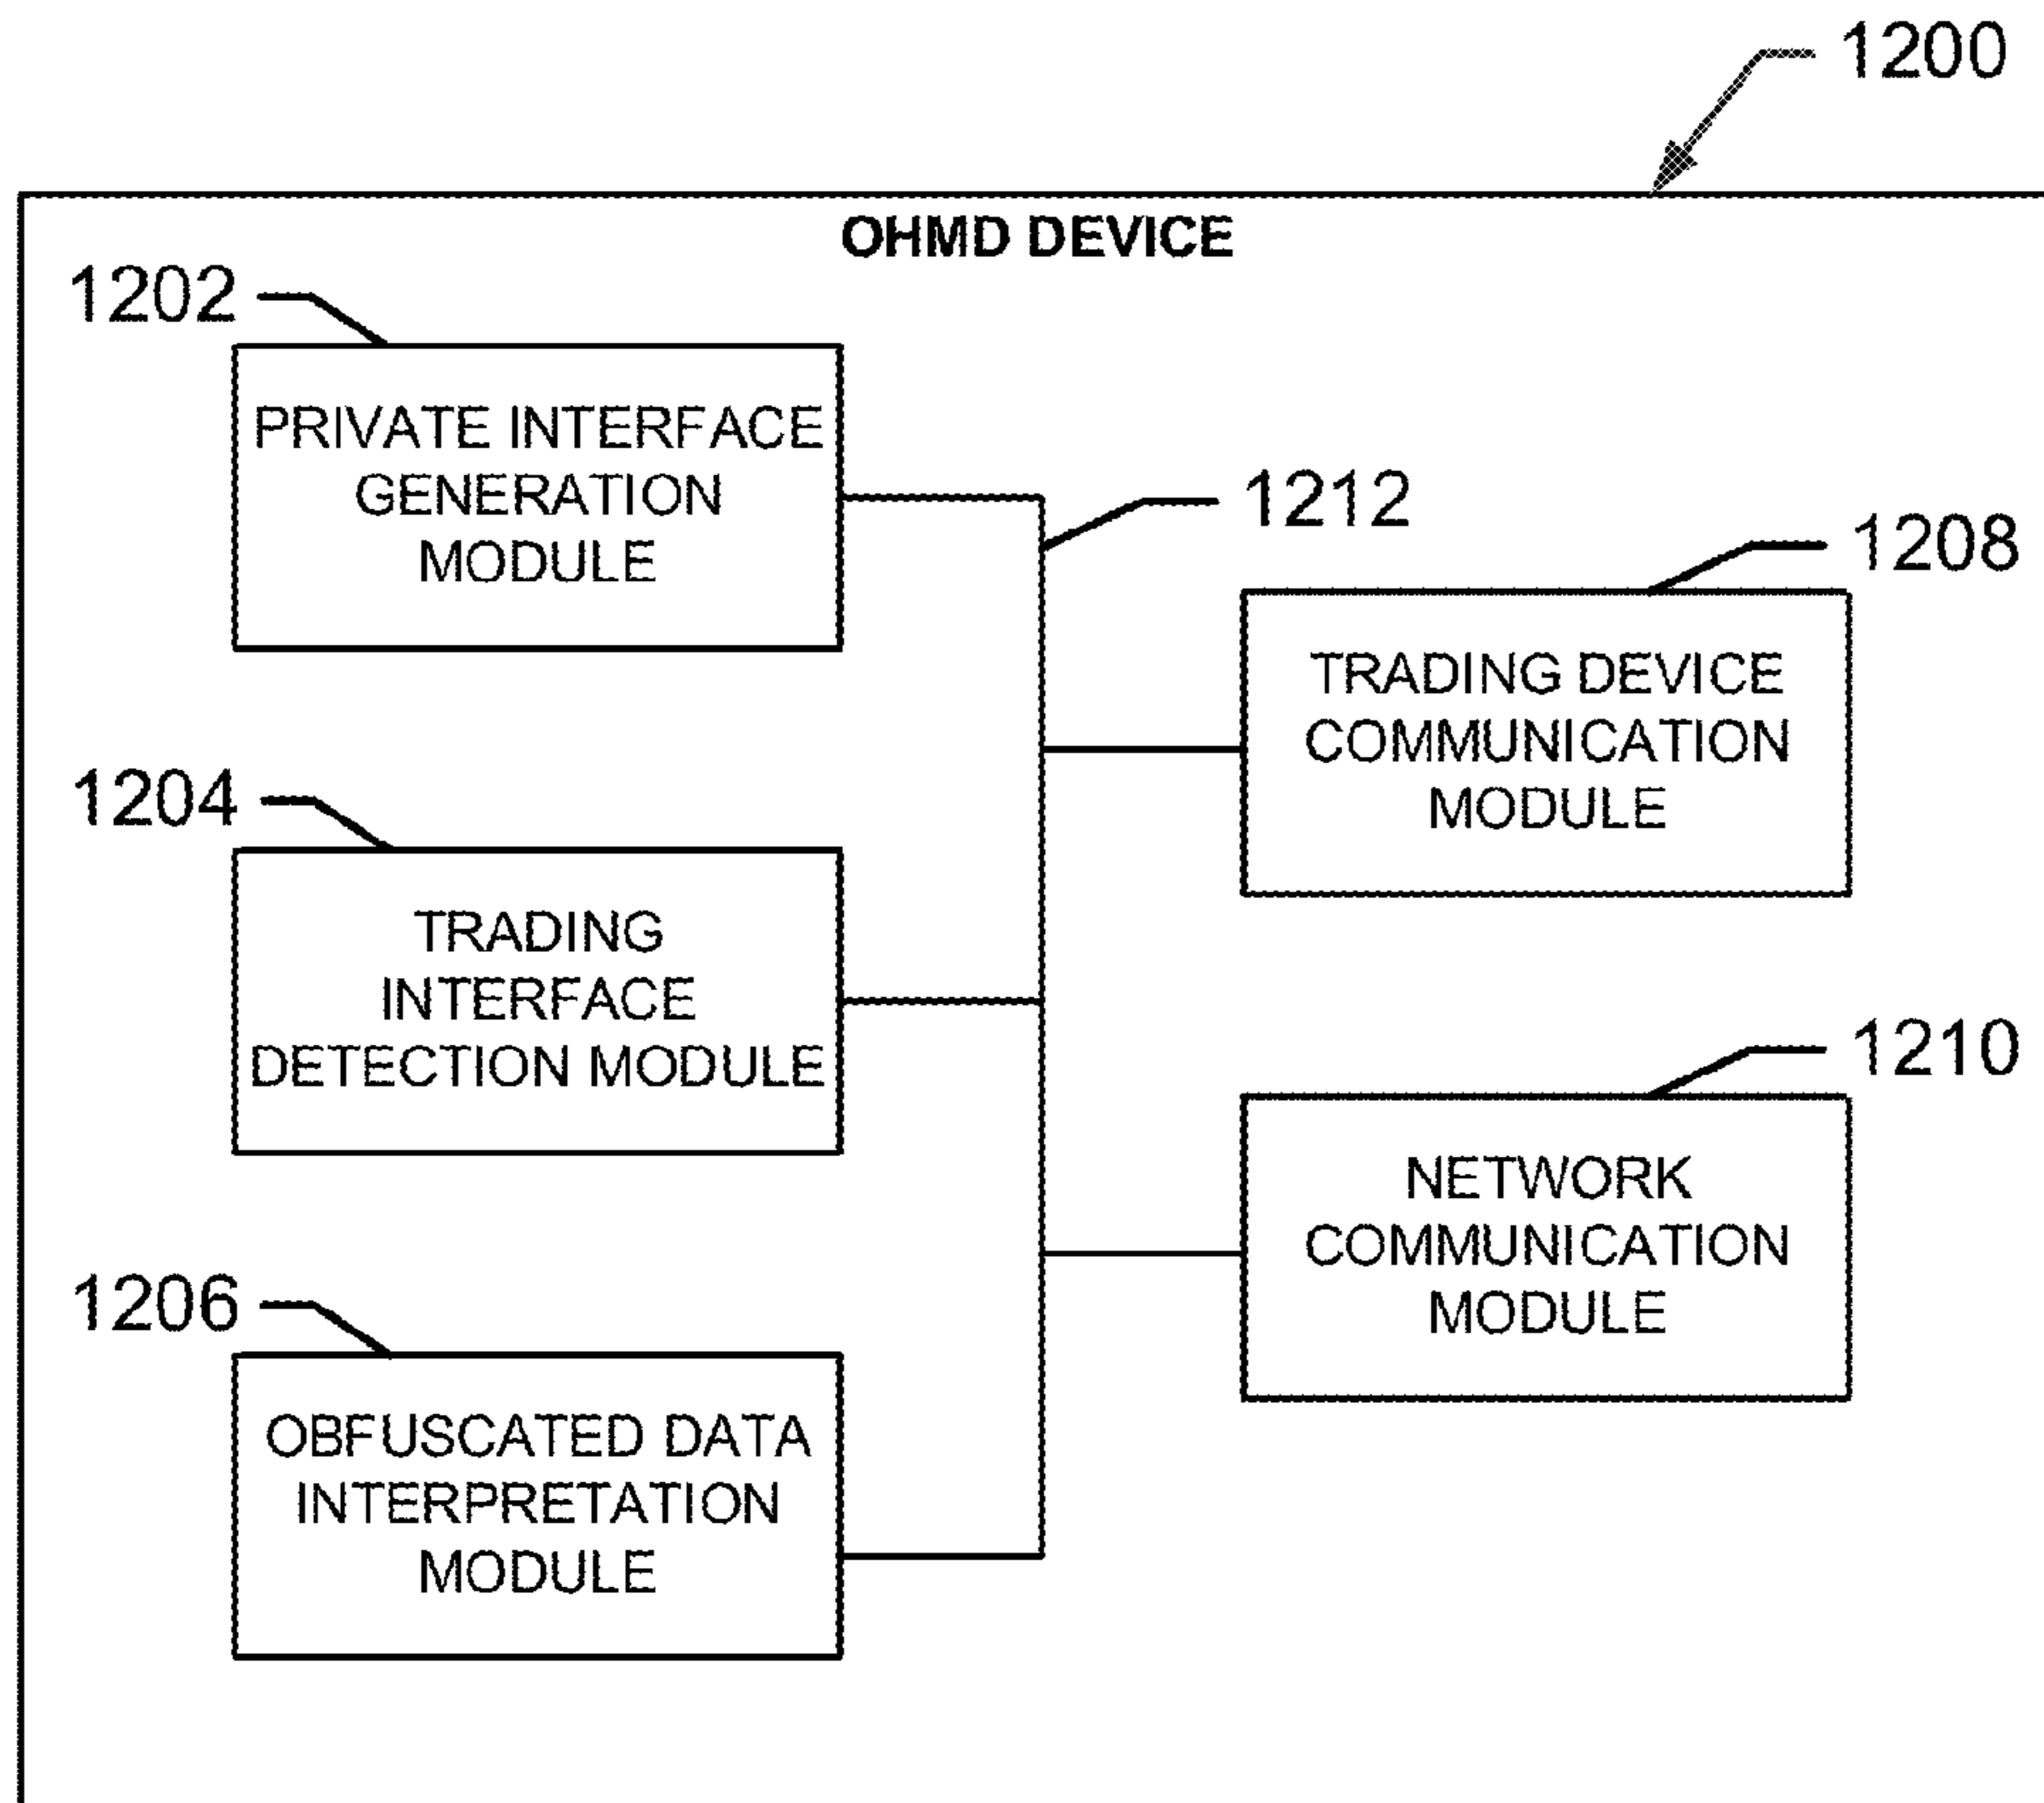 1200
OHMD DEVICE
1202
PRIVATE INTERFACE
GENERATION
MODULE
1212
1208
TRADING DEVICE
COMMUNICATION
MODULE
1204
TRADING
INTERFACE
DETECTION MODULE
1210
NETWORK
COMMUNICATION
MODULE
1206
OBFUSCATED DATA
INTERPRETATION
MODULE